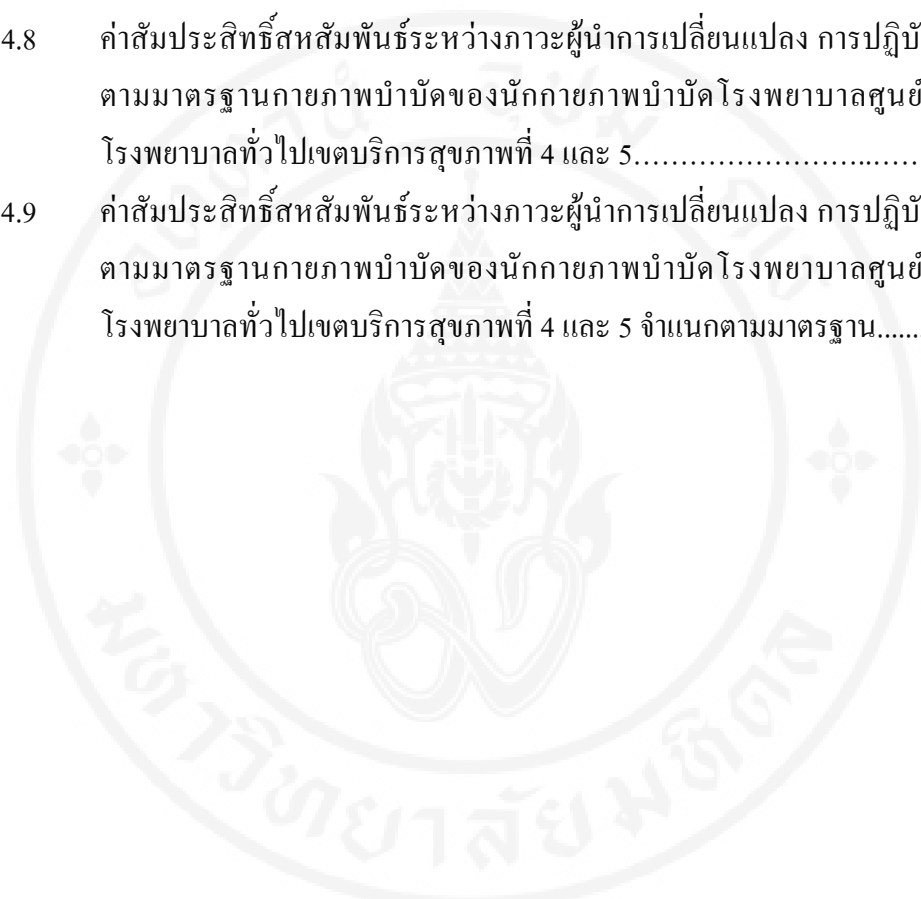 4.8 ค่าสัมประสิทธิ์สหสัมพันธ์ระหว่างภาวะผู้นำการเปลี่ยนแปลง การปฏิบั
ตามมาตรฐานกายภาพบำบัดของนักกายภาพบำบัดโรงพยาบาลศูนย์
โรงพยาบาลทั่วไปเขตบริการสุขภาพที่ 4 และ 5……………………..……
4.9 ค่าสัมประสิทธิ์สหสัมพันธ์ระหว่างภาวะผู้นำการเปลี่ยนแปลง การปฏิบั
ตามมาตรฐานกายภาพบำบัดของนักกายภาพบำบัดโรงพยาบาลศูนย์
โรงพยาบาลทั่วไปเขตบริการสุขภาพที่ 4 และ 5 จำแนกตามมาตรฐาน......
อตฺตานํ อุปมํ กเร
มหาวิทยาลัยมหิดล